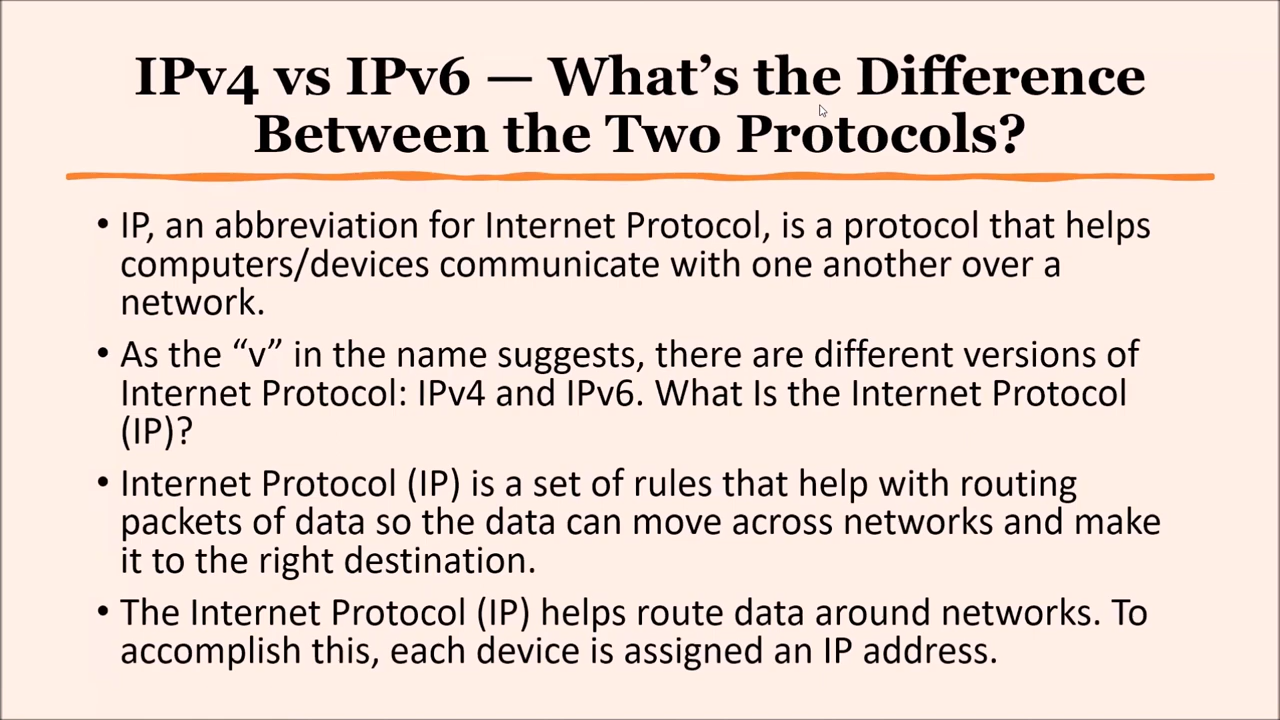 IPv4 vs IPv6 — What’s the Difference
Between the Two Protocols?
• IP, an abbreviation for Internet Protocol, is a protocol that helps
computers/devices communicate with one another over a
network.
• As the “v” in the name suggests, there are different versions of
Internet Protocol: IPv4 and IPv6. What Is the Internet Protocol
(IP)?
• Internet Protocol (IP) is a set of rules that help with routing
packets of data so the data can move across networks and make
it to the right destination.
• The Internet Protocol (IP) helps route data around networks. To
accomplish this, each device is assigned an IP address.